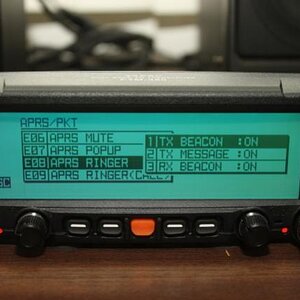 APRS/PKT
E06 APRS MUTE
E07 APRS POPUP
E08 APRS RINGER
E09 APRS RINGER(CALL)
1 TX BEACON :ON
2 TX MESSAGE :ON
3 RX BEACON :ON